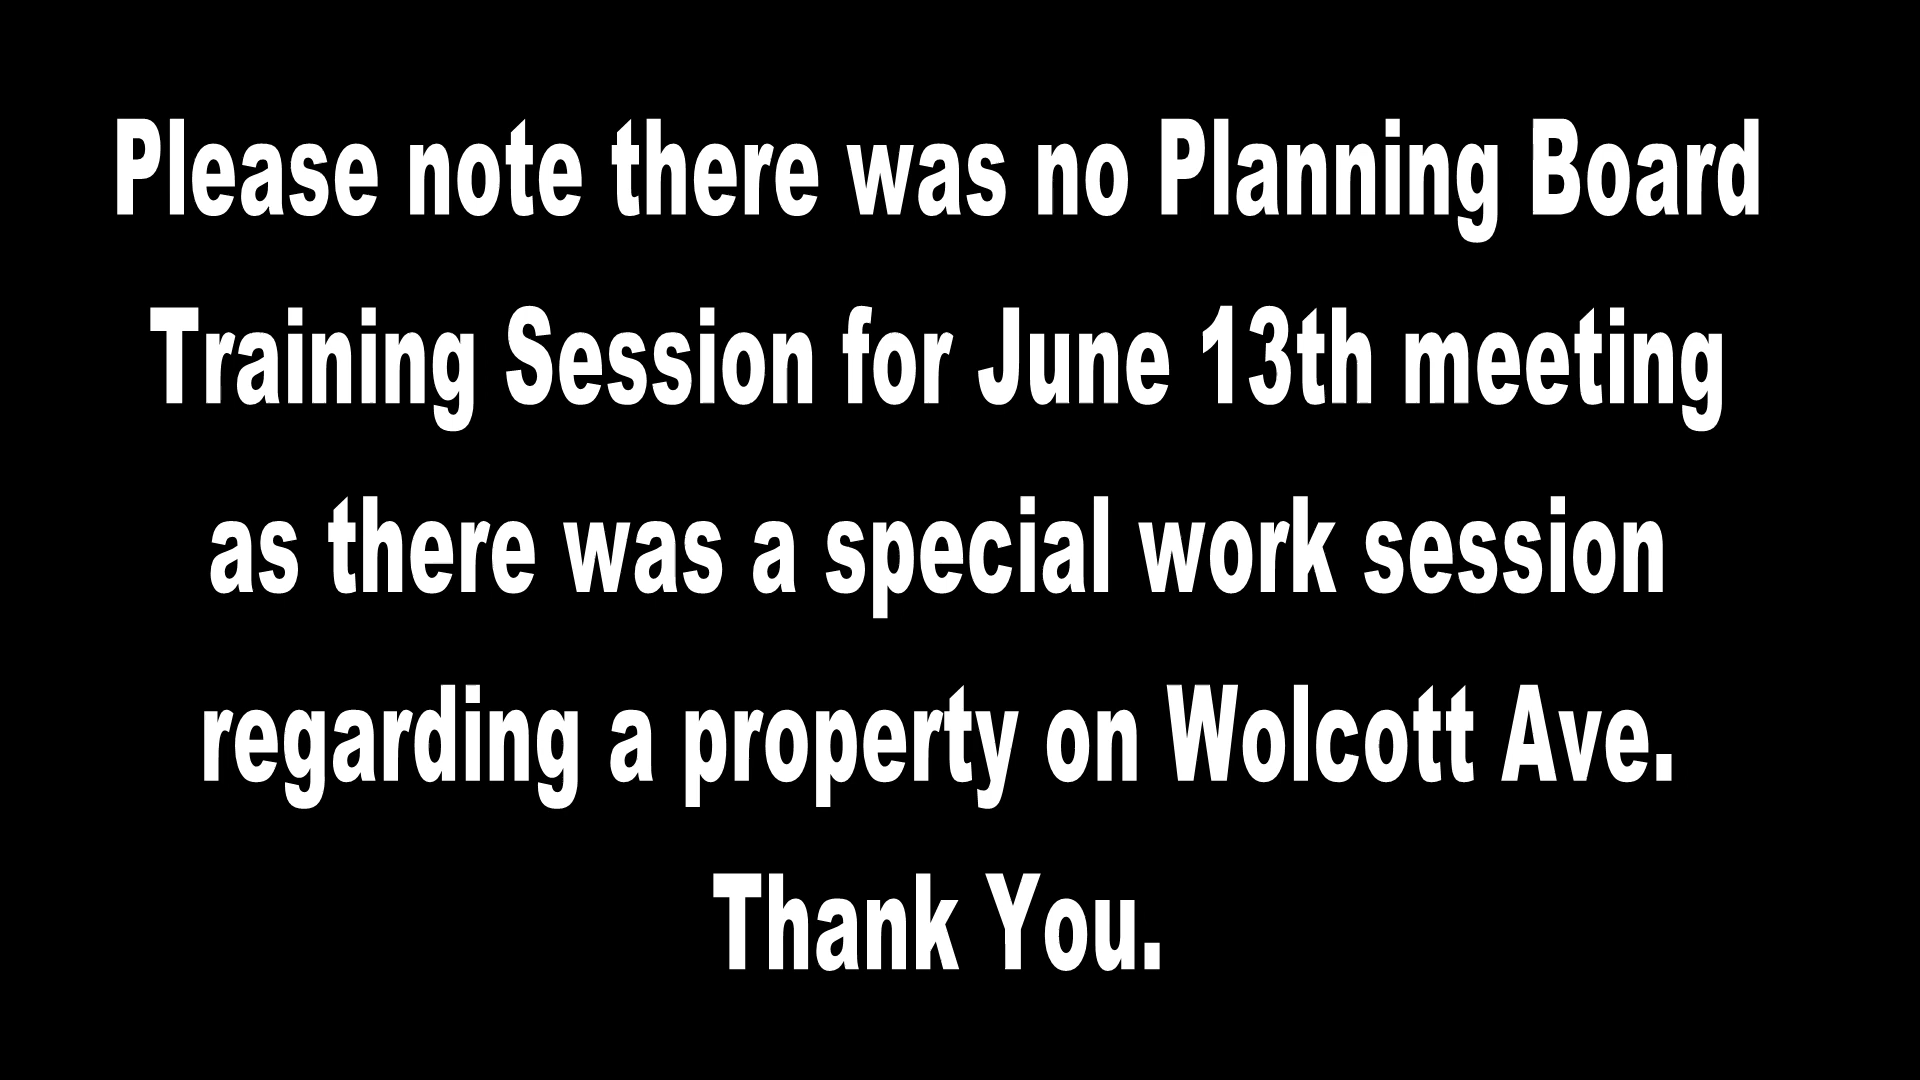 Please note there was no Planning Board
Training Session for June 13th meeting
as there was a special work session
regarding a property on Wolcott Ave.
Thank You.